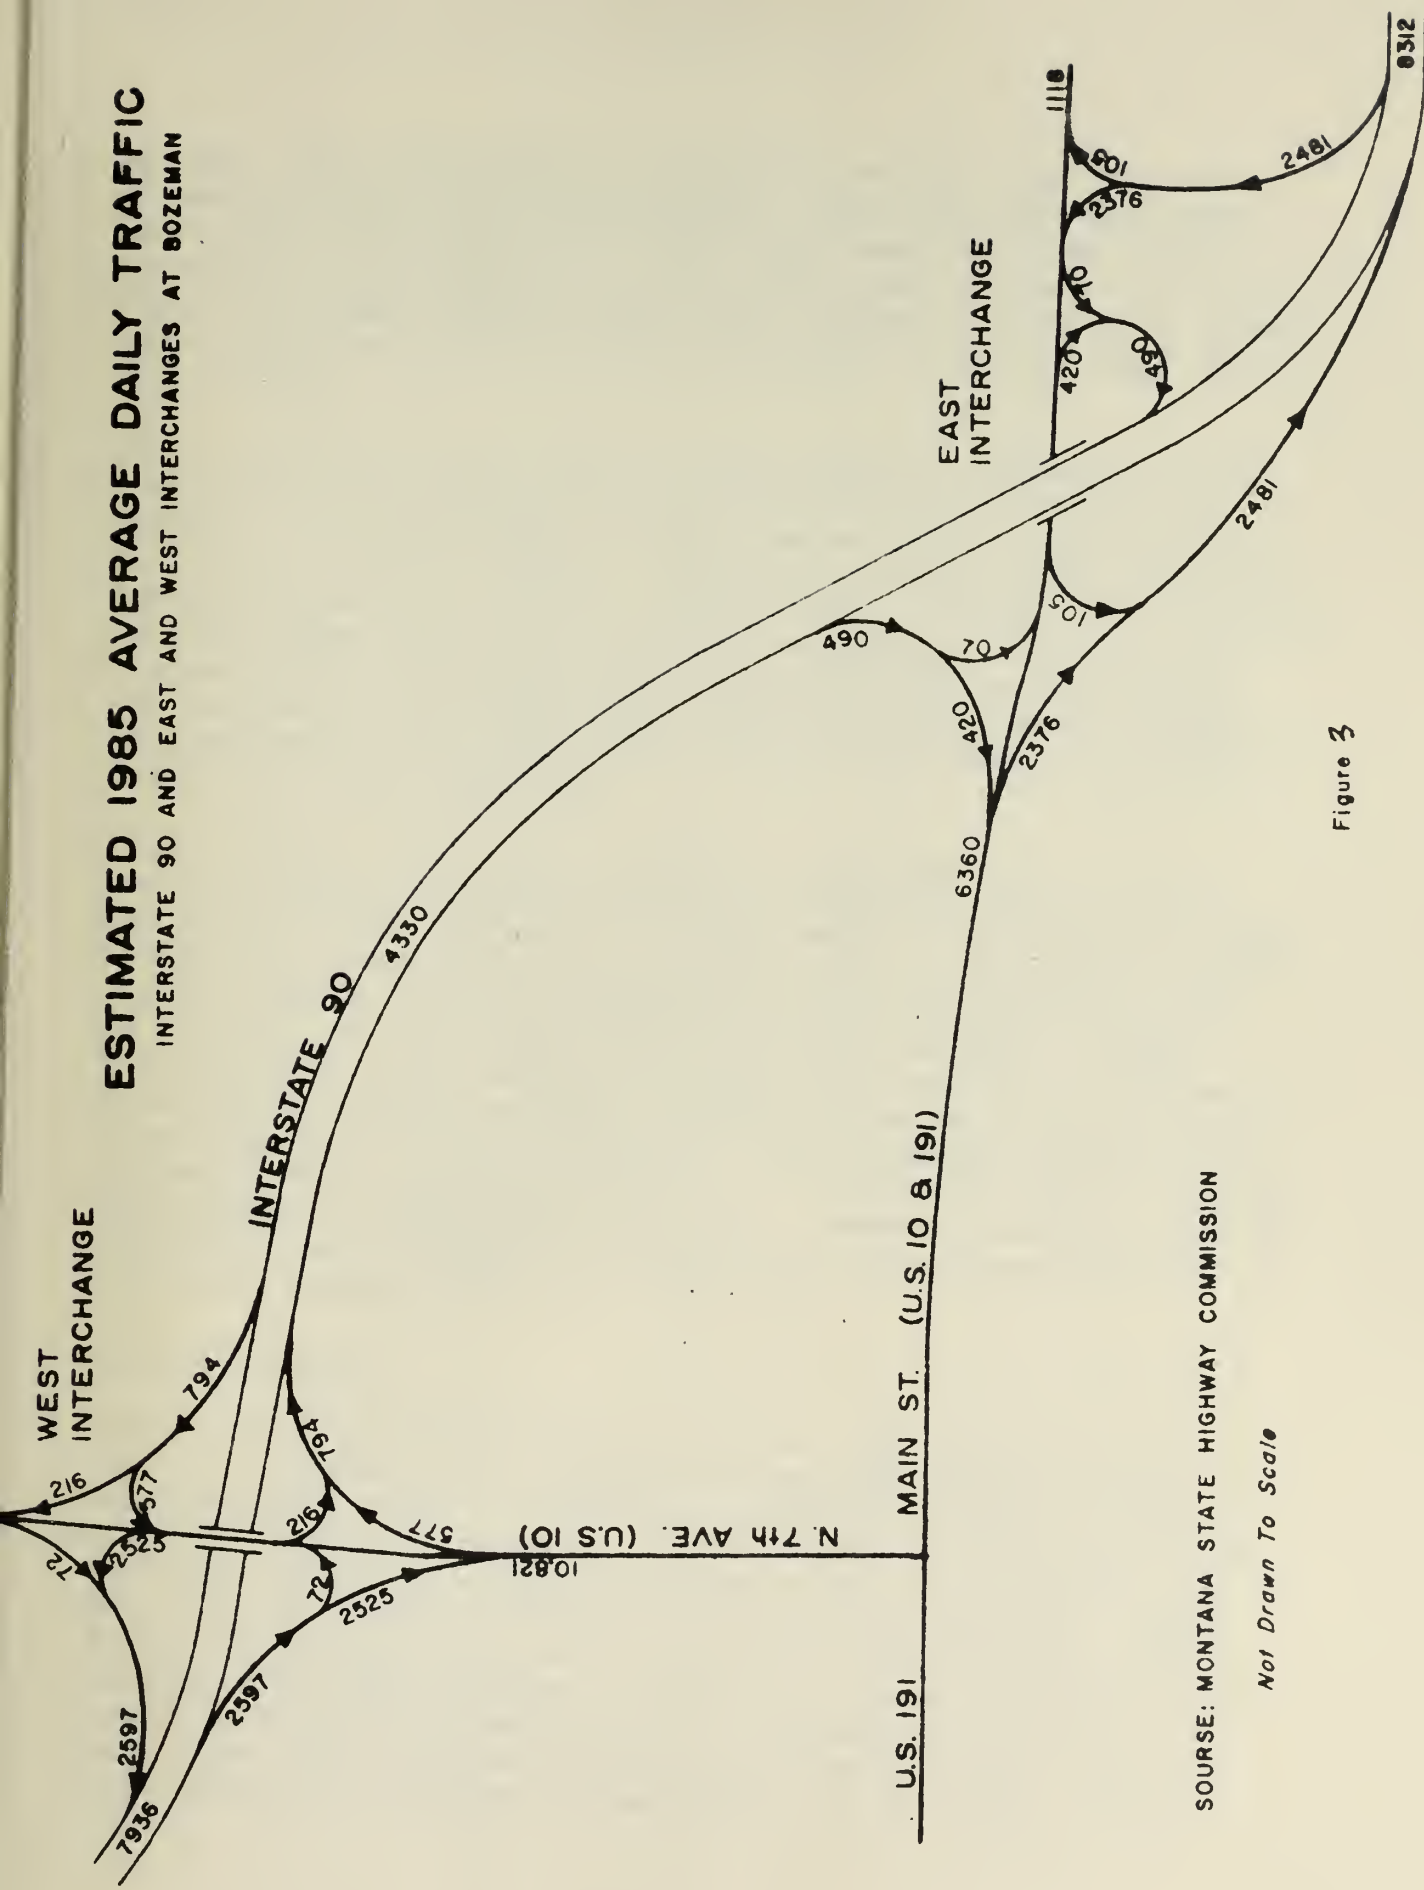 ESTIMATED 1985 AVERAGE DAILY TRAFFIC
INTERSTATE 90 AND EAST AND WEST INTERCHANGES AT BOZEMAN
WEST
INTERCHANGE
216
72
577
2525
794
2597
7936
2597
72
2525
216
794
577
10,821
N. 7th AVE. (U.S 10)
INTERSTATE 90
4330
EAST
INTERCHANGE
490
70
420
105
2376
6360
2481
420
70
490
2376
105
1118
2481
8312
U.S. 191
MAIN ST. (U.S. 10 & 191)
SOURSE: MONTANA STATE HIGHWAY COMMISSION
Not Drawn To Scale
Figure 3